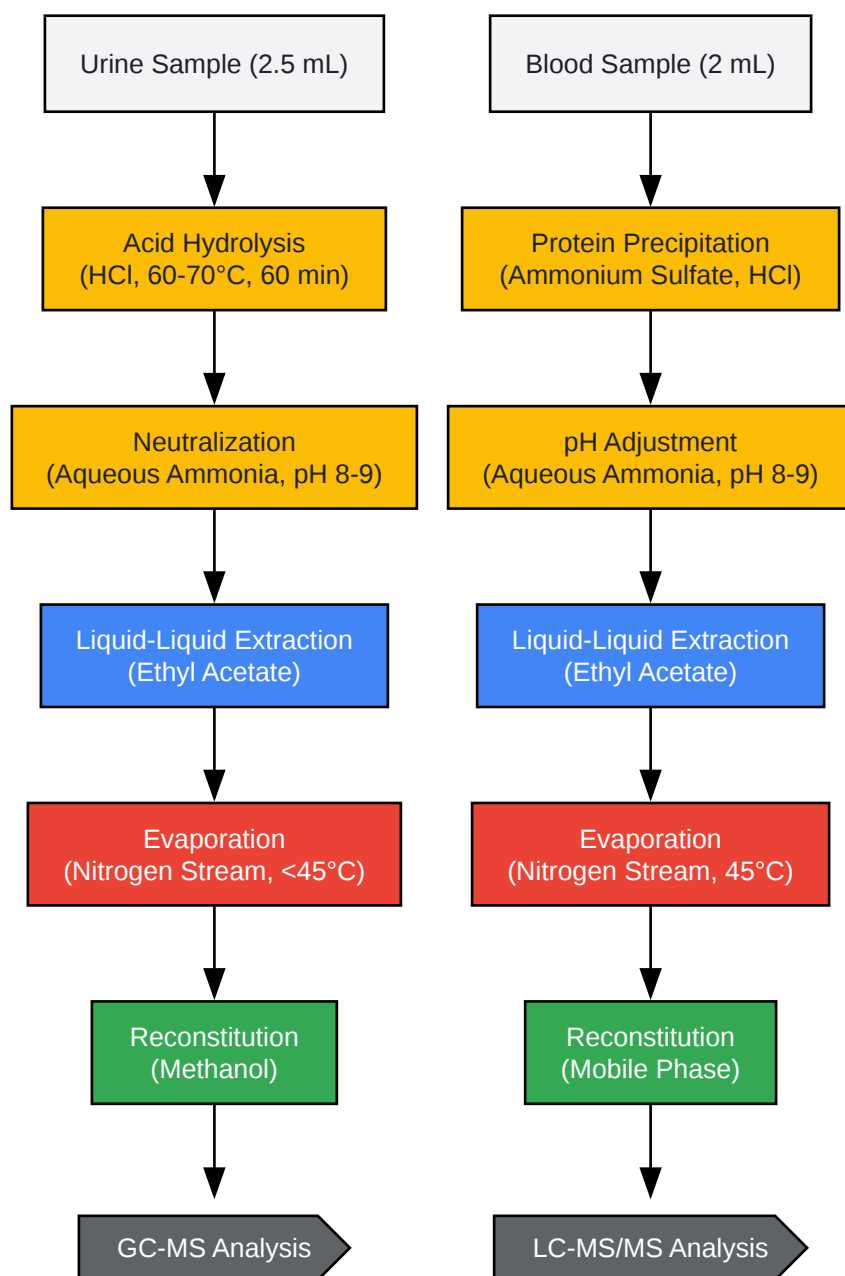 Urine Sample (2.5 mL)
Acid Hydrolysis
(HCl, 60-70°C, 60 min)
Neutralization
(Aqueous Ammonia, pH 8-9)
Liquid-Liquid Extraction
(Ethyl Acetate)
Evaporation
(Nitrogen Stream, <45°C)
Reconstitution
(Methanol)
GC-MS Analysis
Blood Sample (2 mL)
Protein Precipitation
(Ammonium Sulfate, HCl)
pH Adjustment
(Aqueous Ammonia, pH 8-9)
Liquid-Liquid Extraction
(Ethyl Acetate)
Evaporation
(Nitrogen Stream, 45°C)
Reconstitution
(Mobile Phase)
LC-MS/MS Analysis